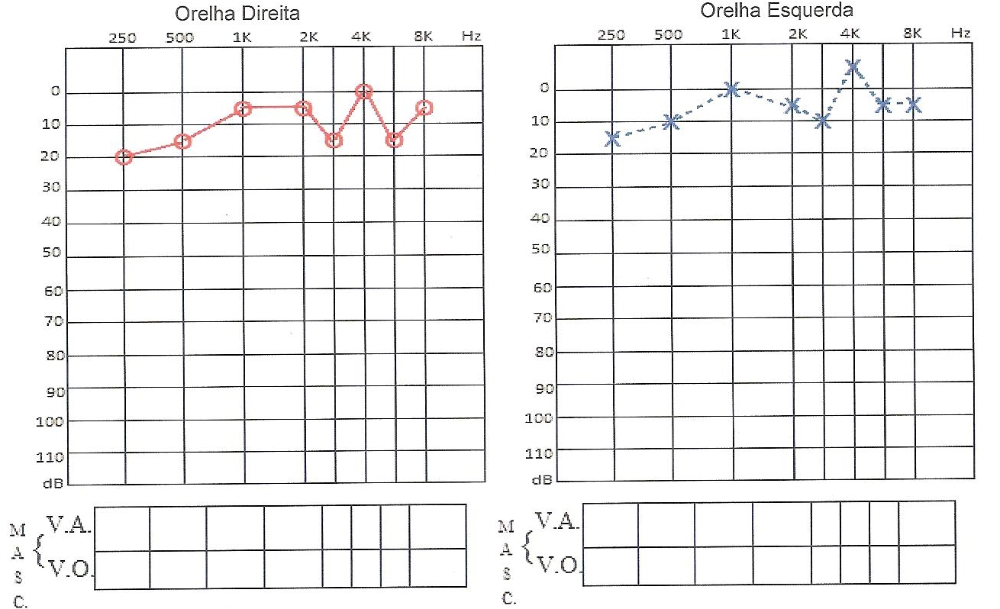 Orelha Direita
250 500 1K 2K 4K 8K Hz
0
10
20
30
40
50
60
70
80
90
100
110
dB
M A S C.
V.A.
V.O.
Orelha Esquerda
250 500 1K 2K 4K 8K Hz
0
10
20
30
40
50
60
70
80
90
100
110
dB
M A S C.
V.A.
V.O.